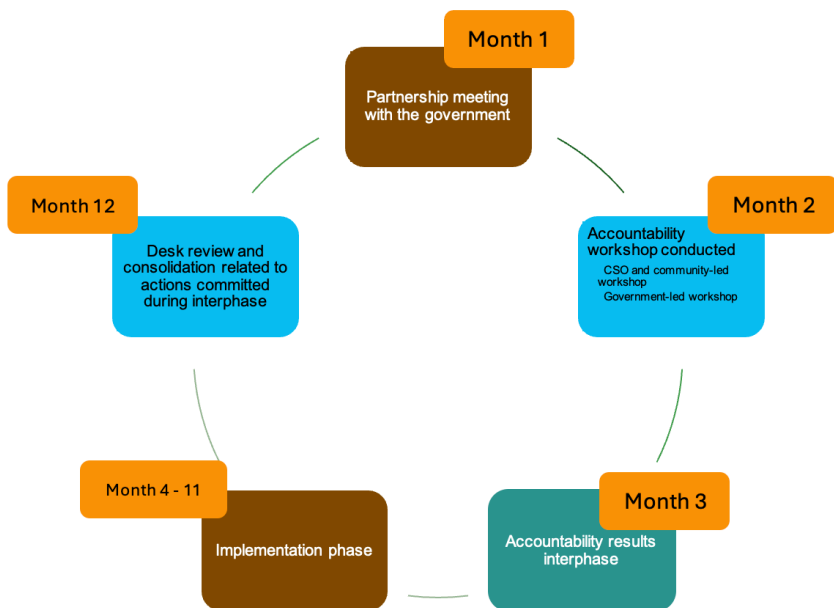 Month 1
Partnership meeting
with the government
Month 2
Accountability
workshop conducted
CSO and community-led
workshop
Government-led workshop
Month 3
Accountability results
interphase
Month 4 - 11
Implementation phase
Month 12
Desk review and
consolidation related to
actions committed
during interphase